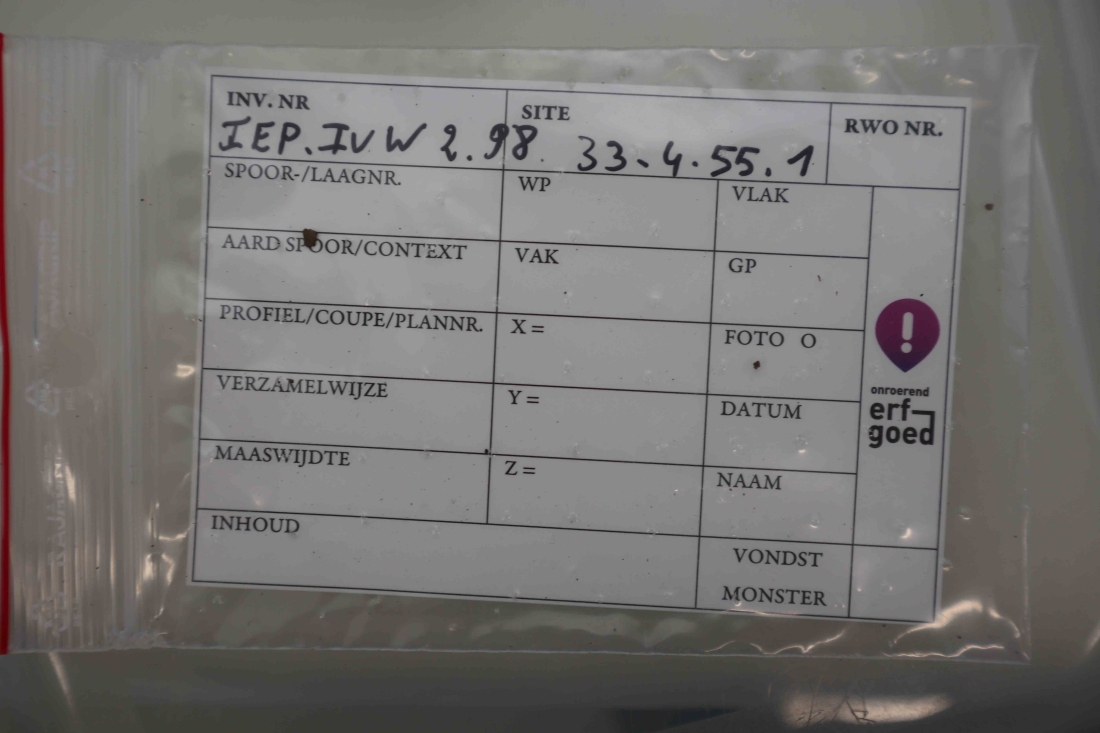 INV. NR SITE RWO NR.
IEP.IVW 2.98. 33-4.55.1
SPOOR-/LAAGNR. WP VLAK
AARD SPOOR/CONTEXT VAK GP
PROFIEL/COUPE/PLANNR. X = FOTO O
VERZAMELWIJZE Y = DATUM
MAASWIJDTE Z = NAAM
INHOUD VONDST
MONSTER
onroerend
erf
goed